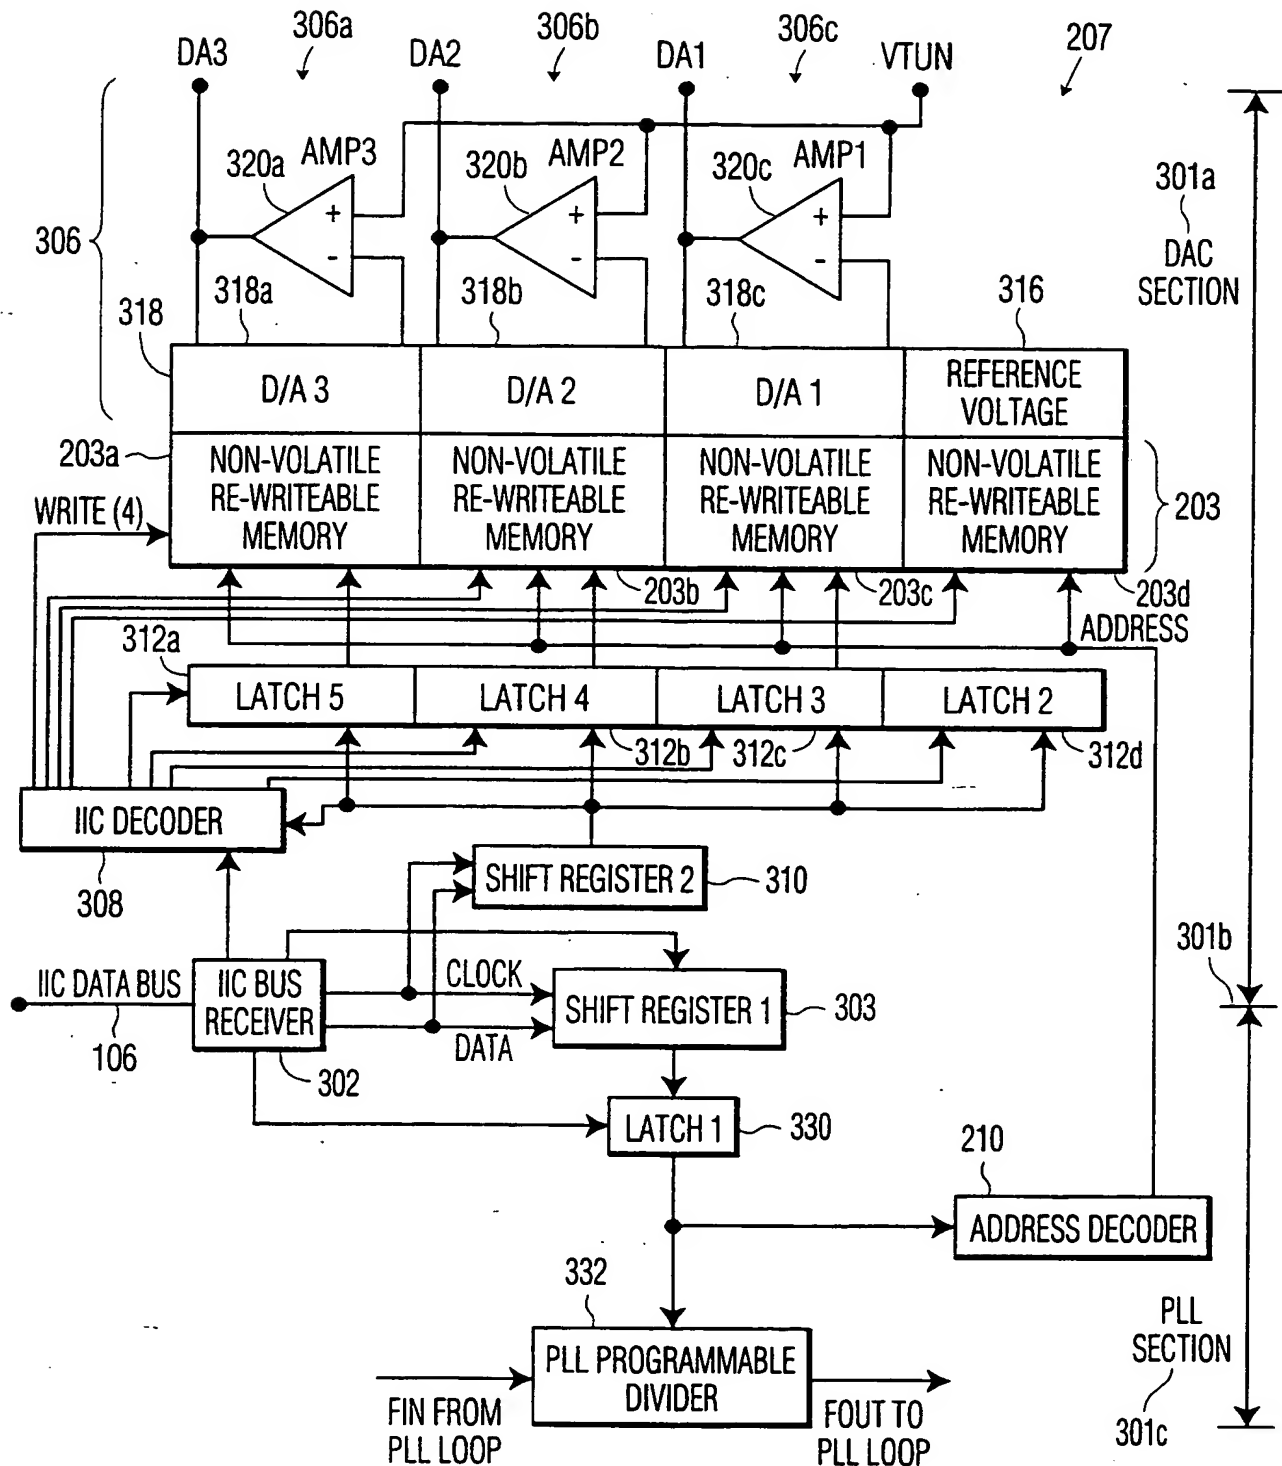 306a
306b
306c
207
DA3
DA2
DA1
VTUN
AMP3
AMP2
AMP1
320a
320b
320c
301a
DAC
SECTION
306
+
-
+
-
+
-
318
318a
318b
318c
316
D/A 3
D/A 2
D/A 1
REFERENCE
VOLTAGE
203a
NON-VOLATILE
RE-WRITEABLE
MEMORY
NON-VOLATILE
RE-WRITEABLE
MEMORY
NON-VOLATILE
RE-WRITEABLE
MEMORY
NON-VOLATILE
RE-WRITEABLE
MEMORY
203
WRITE (4)
203b
203c
203d
ADDRESS
312a
LATCH 5
LATCH 4
LATCH 3
LATCH 2
312b
312c
312d
IIC DECODER
308
SHIFT REGISTER 2
310
301b
IIC DATA BUS
106
IIC BUS
RECEIVER
302
CLOCK
DATA
SHIFT REGISTER 1
303
LATCH 1
330
210
ADDRESS DECODER
332
PLL PROGRAMMABLE
DIVIDER
FIN FROM
PLL LOOP
FOUT TO
PLL LOOP
PLL
SECTION
301c